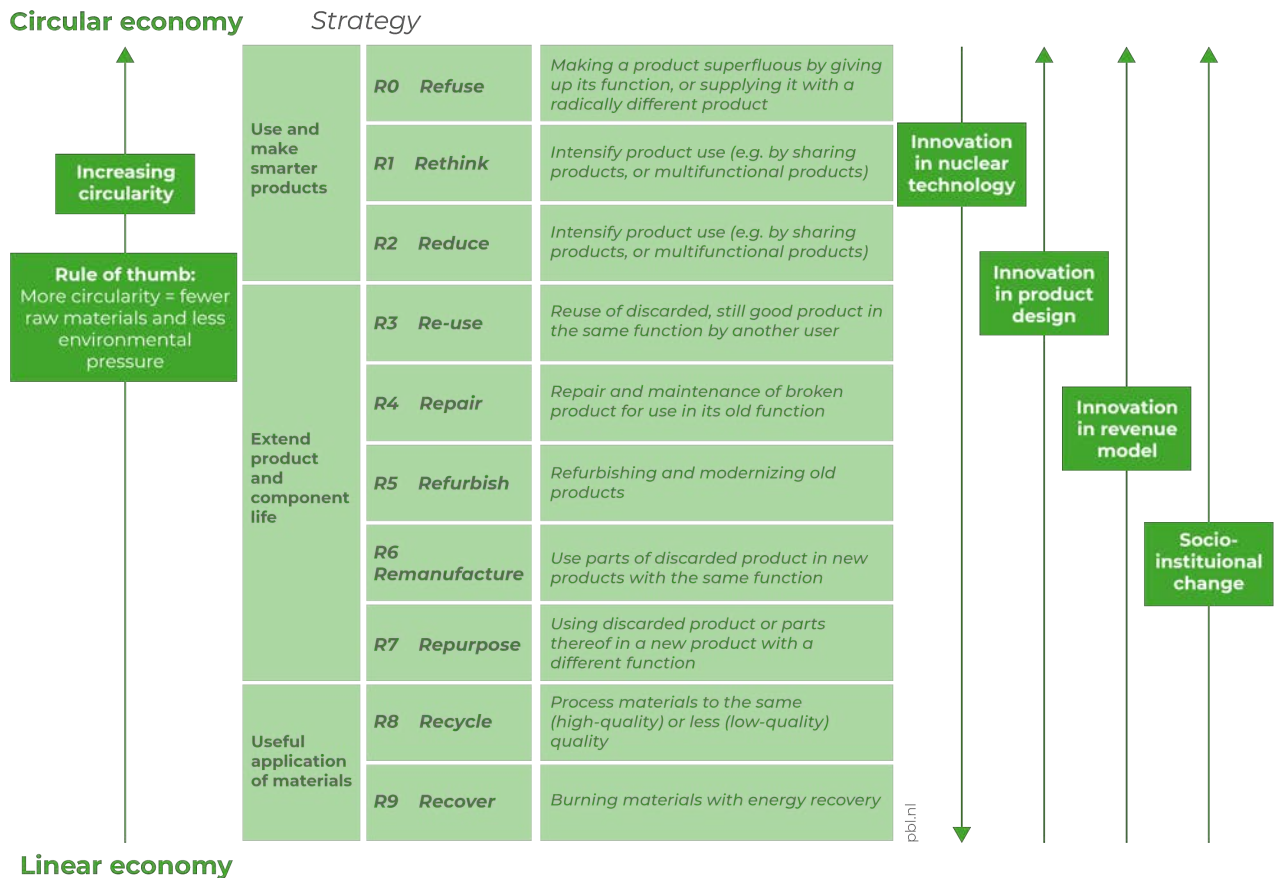 Circular economy
Strategy
Increasing
circularity
Rule of thumb:
More circularity = fewer
raw materials and less
environmental
pressure
Linear economy
Use and
make
smarter
products
R0 Refuse
Making a product superfluous by giving
up its function, or supplying it with a
radically different product
R1 Rethink
Intensify product use (e.g. by sharing
products, or multifunctional products)
R2 Reduce
Intensify product use (e.g. by sharing
products, or multifunctional products)
Extend
product
and
component
life
R3 Re-use
Reuse of discarded, still good product in
the same function by another user
R4 Repair
Repair and maintenance of broken
product for use in its old function
R5 Refurbish
Refurbishing and modernizing old
products
R6
Remanufacture
Use parts of discarded product in new
products with the same function
R7 Repurpose
Using discarded product or parts
thereof in a new product with a
different function
Useful
application
of materials
R8 Recycle
Process materials to the same
(high-quality) or less (low-quality)
quality
R9 Recover
Burning materials with energy recovery
pbl.nl
Innovation
in nuclear
technology
Innovation
in product
design
Innovation
in revenue
model
Socio-
instituional
change